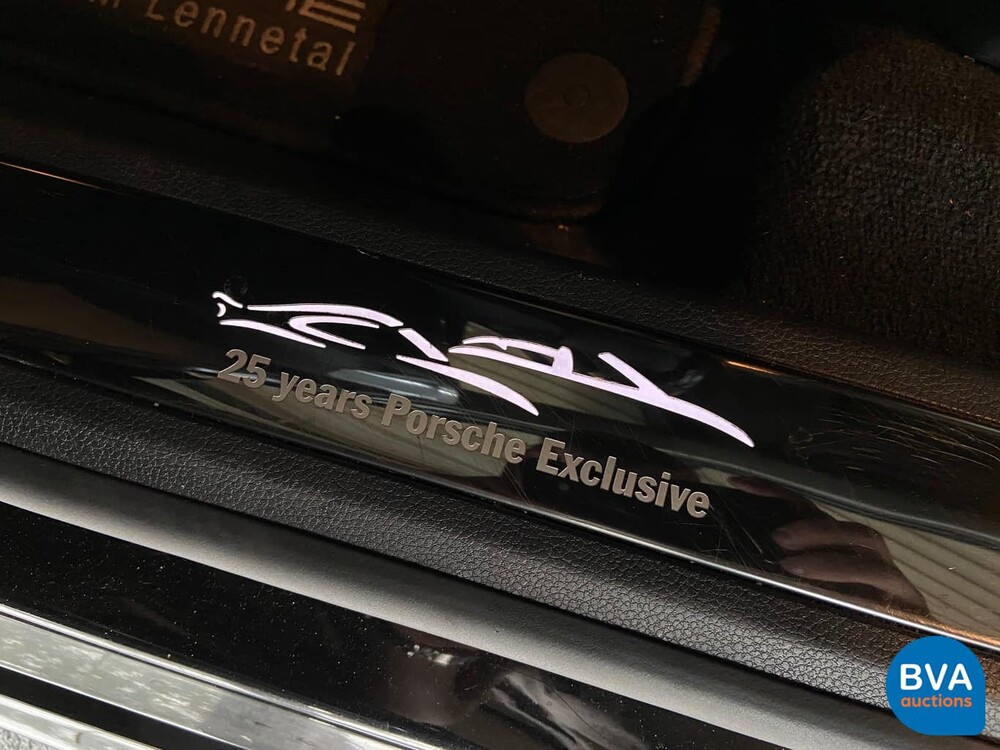 Lennetal
25 years Porsche Exclusive
BVA
auctions